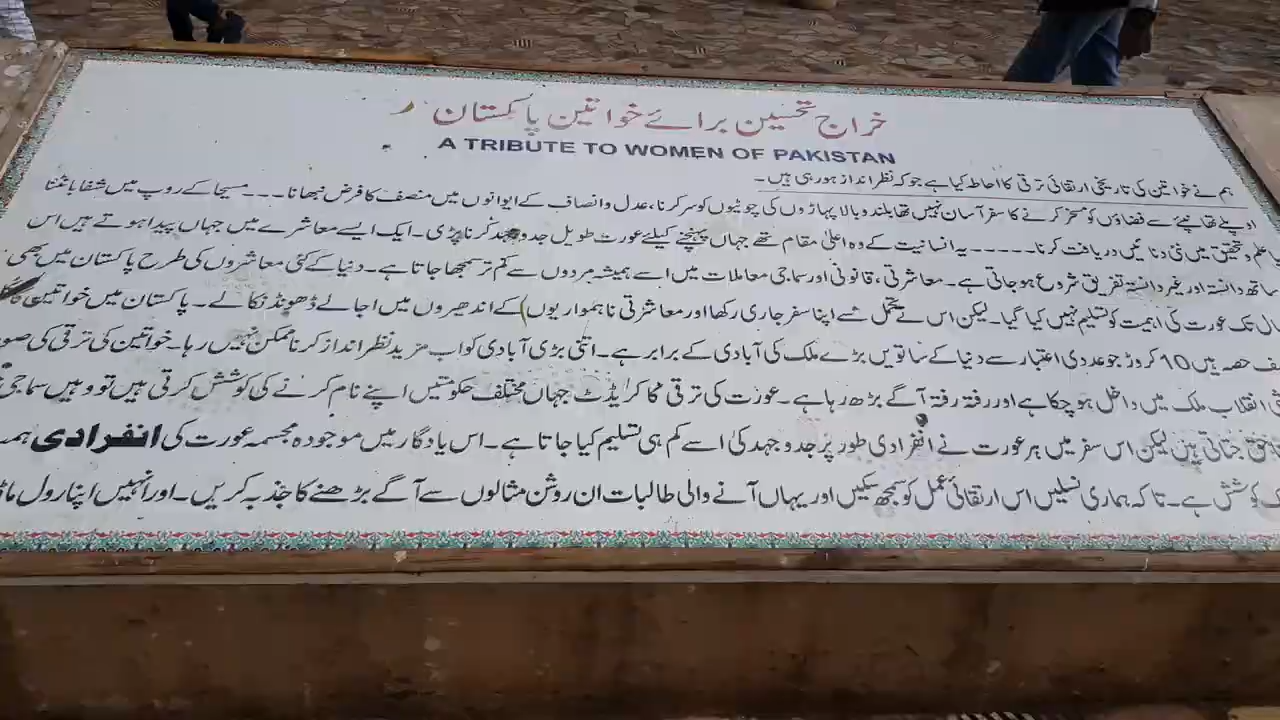 خراج تحسین برائے خواتین پاکستان
A TRIBUTE TO WOMEN OF PAKISTAN
ہم نے خواتین کی تاریخی ارتقائی ترقی کا احاطہ کیا ہے جو کہ نظر انداز ہو رہی ہیں۔
اوپلے تھاپنے سے فضاؤں کو مسخر کرنے کا سفر آسان نہیں تھا بلند و بالا پہاڑوں کی چوٹیوں کو سر کرنا، عدل و انصاف کے ایوانوں میں منصف کا فرض نبھانا۔۔۔ مسیحا کے روپ میں شفا بانٹنا
یا علم و تحقیق میں نئی دنائیں دریافت کرنا۔۔۔۔۔ یہ انسانیت کے وہ اعلیٰ مقام تھے جہاں پہنچنے کیلئے عورت طویل جدوجہد کرنا پڑی۔ ایک ایسے معاشرے میں جہاں پیدا ہوتے ہیں اس
ساتھ دانستہ اور غیر دانستہ تفریق شروع ہو جاتی ہے۔ معاشرتی، قانونی اور سماجی معاملات میں اسے ہمیشہ مردوں سے کم تر سمجھا جاتا ہے۔ دنیا کے کئی معاشروں کی طرح پاکستان میں بھی
تک عورت کی اہمیت کو تسلیم نہیں کیا گیا۔ لیکن اس نے تحمل سے اپنا سفر جاری رکھا اور معاشرتی ناہمواریوں) کے اندھیروں میں اجالے ڈھونڈ نکالے۔ پاکستان میں خواتین
حصہ ہیں 10 کروڑ جو عددی اعتبار سے دنیا کے ساتویں بڑے ملک کی آبادی کے برابر ہے۔ اتنی بڑی آبادی کو اب مزید نظر انداز کرنا ممکن نہیں رہا۔ خواتین کی ترقی کی
انقلاب ملک میں داخل ہو چکا ہے اور رفتہ رفتہ آگے بڑھ رہا ہے۔ عورت کی ترقی کا کریڈٹ جہاں مختلف حکومتیں اپنے نام کرنے کی کوشش کرتی ہیں تو وہیں سماجی
جتاتی ہیں لیکن اس سفر میں ہر عورت نے انفرادی طور پر جدوجہد کی اسے کم ہی تسلیم کیا جاتا ہے۔ اس یادگار میں موجودہ مجسمہ عورت کی انفرادی
کوشش ہے۔ تا کہ ہماری نسلیں اس ارتقائی عمل کو سمجھ سکیں اور یہاں آنے والی طالبات ان روشن مثالوں سے آگے بڑھنے کا جذبہ کریں۔ اور انہیں اپنا رول